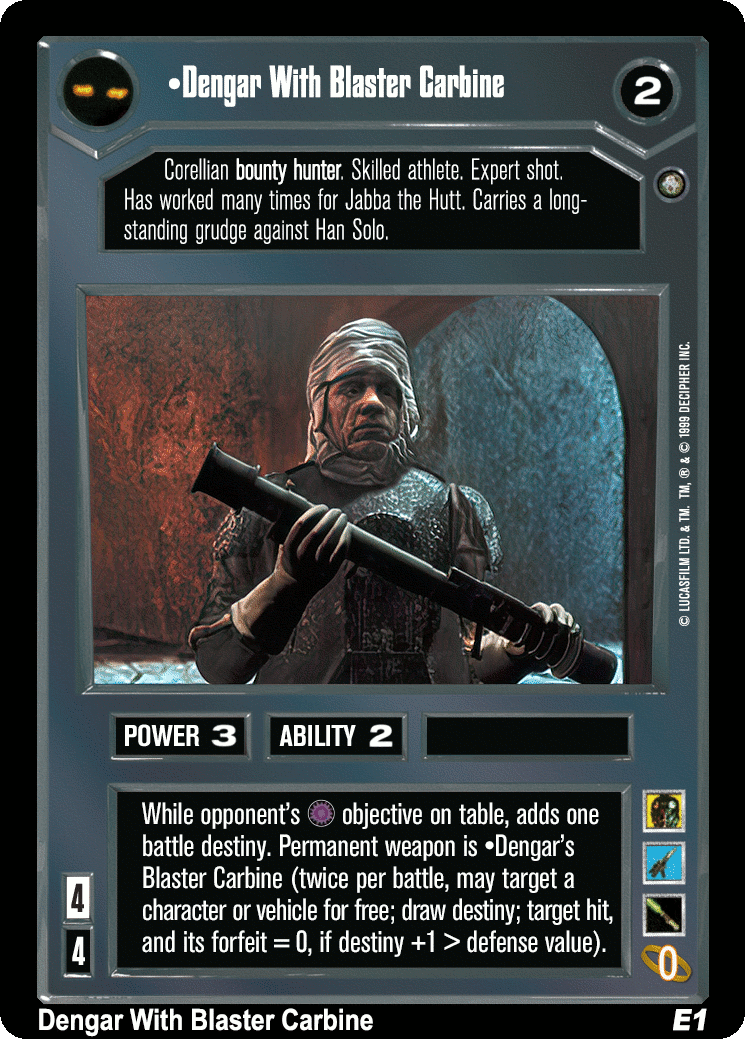 •Dengar With Blaster Carbine
2
Corellian bounty hunter. Skilled athlete. Expert shot.
Has worked many times for Jabba the Hutt. Carries a long-
standing grudge against Han Solo.
© LUCASFILM LTD. & TM. TM, ® & © 1999 DECIPHER INC.
POWER 3
ABILITY 2
While opponent's objective on table, adds one
battle destiny. Permanent weapon is •Dengar's
Blaster Carbine (twice per battle, may target a
character or vehicle for free; draw destiny; target hit,
and its forfeit = 0, if destiny +1 > defense value).
4
4
0
Dengar With Blaster Carbine
E1